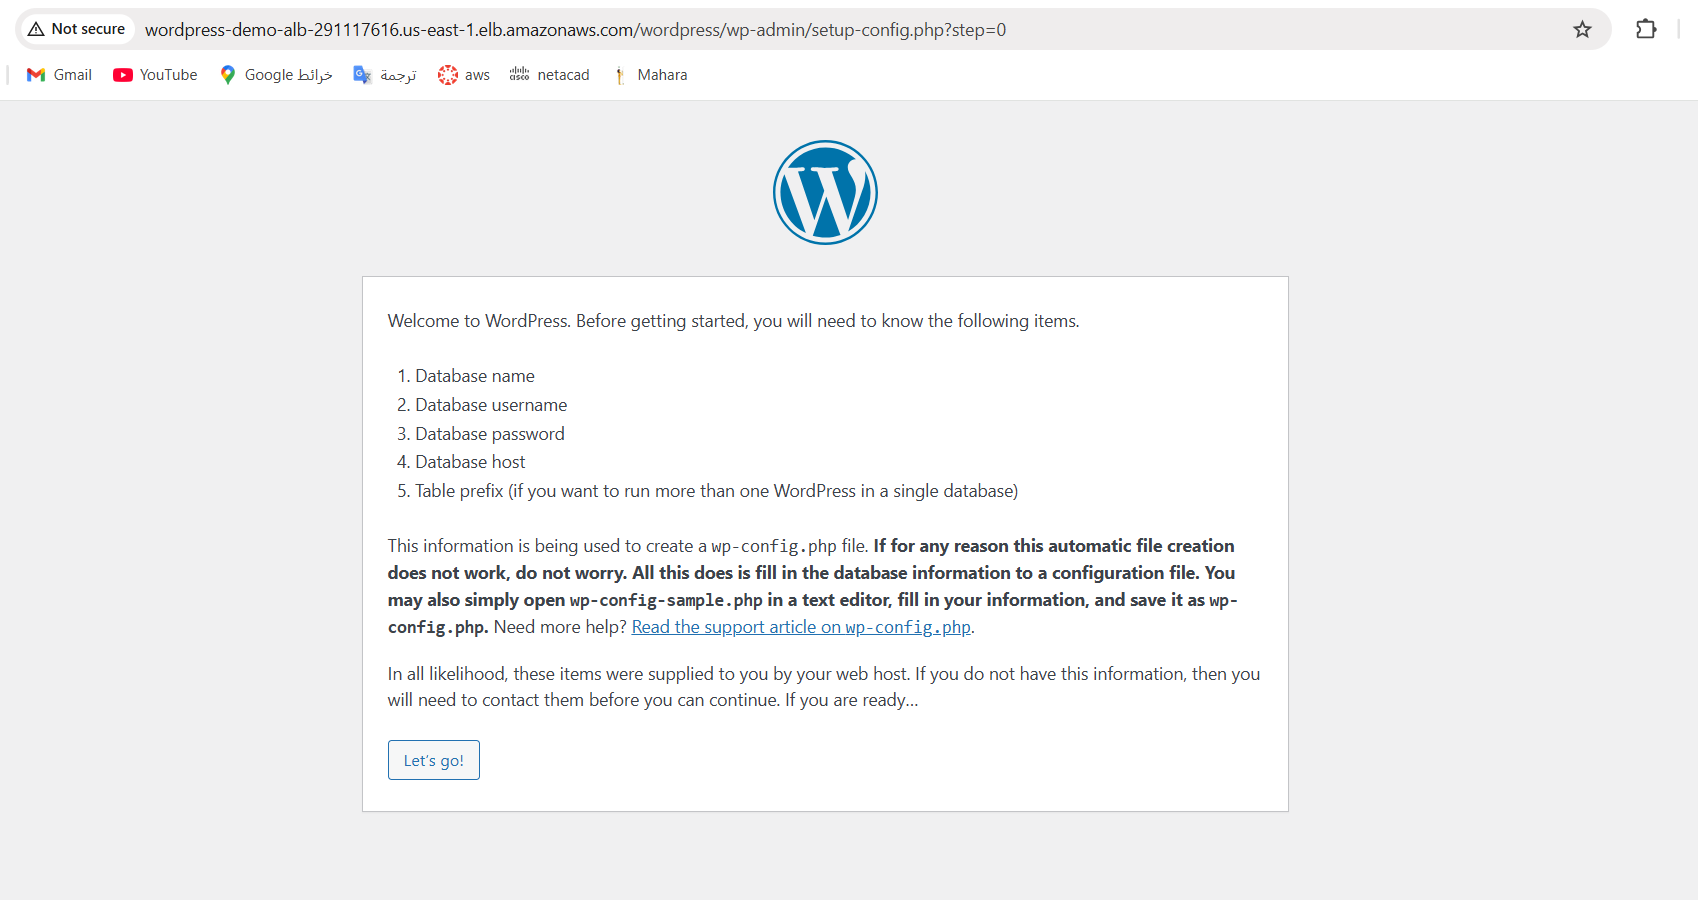 Not secure wordpress-demo-alb-291117616.us-east-1.elb.amazonaws.com/wordpress/wp-admin/setup-config.php?step=0
Gmail YouTube Google خرائط ترجمة aws netacad Mahara
Welcome to WordPress. Before getting started, you will need to know the following items.
1. Database name
2. Database username
3. Database password
4. Database host
5. Table prefix (if you want to run more than one WordPress in a single database)
This information is being used to create a wp-config.php file. If for any reason this automatic file creation
does not work, do not worry. All this does is fill in the database information to a configuration file. You
may also simply open wp-config-sample.php in a text editor, fill in your information, and save it as wp-
config.php. Need more help? Read the support article on wp-config.php.
In all likelihood, these items were supplied to you by your web host. If you do not have this information, then you
will need to contact them before you can continue. If you are ready…
Let’s go!